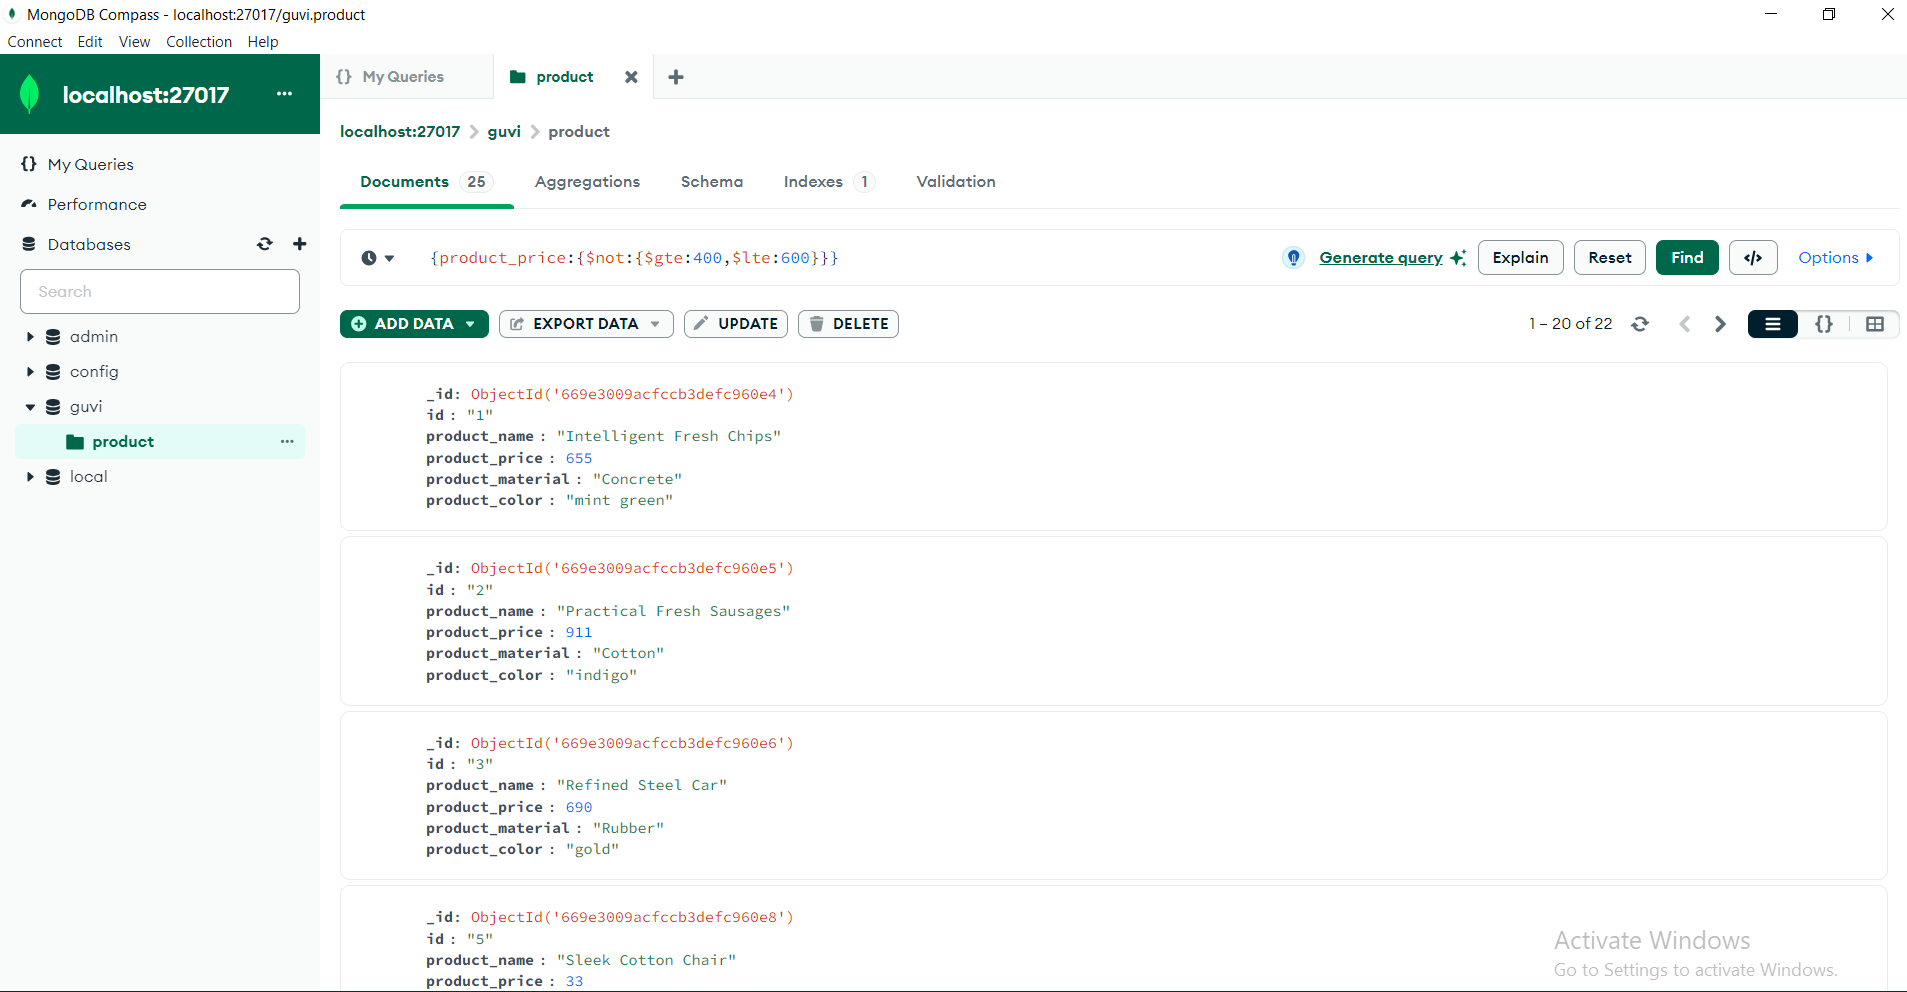 MongoDB Compass - localhost:27017/guvi.product
Connect Edit View Collection Help
localhost:27017 ...
My Queries
Performance
Databases
Search
admin
config
guvi
product ...
local
{} My Queries
product
localhost:27017 > guvi > product
Documents 25 Aggregations Schema Indexes 1 Validation
{product_price:{$not:{$gte:400,$lte:600}}}
Generate query Explain Reset Find </> Options
ADD DATA EXPORT DATA UPDATE DELETE
1 – 20 of 22 {}
_id: ObjectId('669e3009acfccb3defc960e4')
id : "1"
product_name : "Intelligent Fresh Chips"
product_price : 655
product_material : "Concrete"
product_color : "mint green"
_id: ObjectId('669e3009acfccb3defc960e5')
id : "2"
product_name : "Practical Fresh Sausages"
product_price : 911
product_material : "Cotton"
product_color : "indigo"
_id: ObjectId('669e3009acfccb3defc960e6')
id : "3"
product_name : "Refined Steel Car"
product_price : 690
product_material : "Rubber"
product_color : "gold"
_id: ObjectId('669e3009acfccb3defc960e8')
id : "5"
product_name : "Sleek Cotton Chair"
product_price : 33
Activate Windows
Go to Settings to activate Windows.